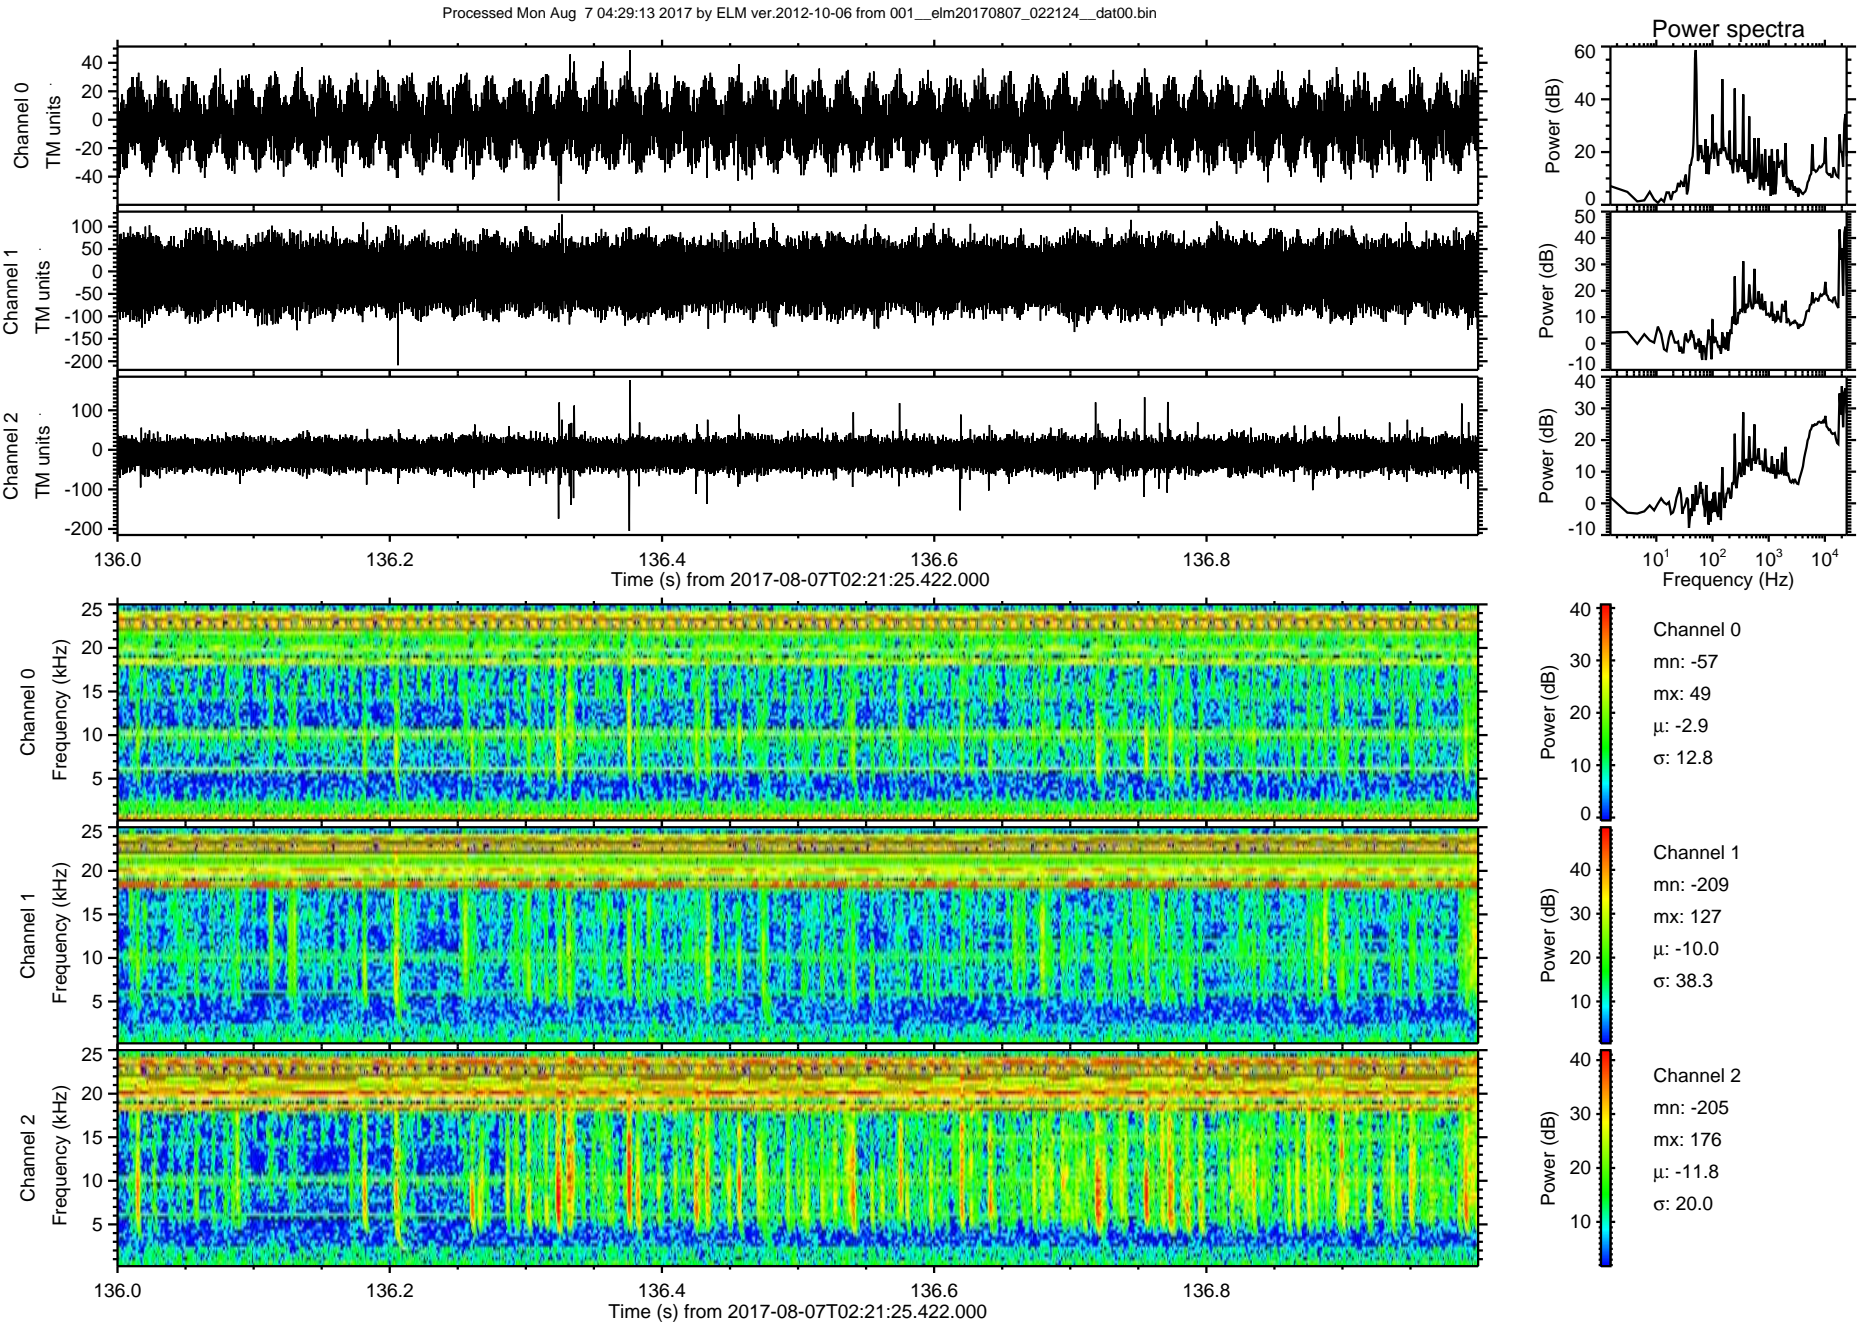 Processed Mon Aug  7 04:29:13 2017 by ELM ver.2012-10-06 from 001__elm20170807_022124__dat00.bin
Power spectra
Channel 0
TM units
40
20
0
-20
-40
Power (dB)
60
40
20
0
Channel 1
TM units
100
50
0
-50
-100
-150
-200
Power (dB)
50
40
30
20
10
0
-10
Channel 2
TM units
100
0
-100
-200
Power (dB)
40
30
20
10
0
-10
136.0 136.2 136.4 136.6 136.8
Time (s) from 2017-08-07T02:21:25.422.000
10¹ 10² 10³ 10⁴
Frequency (Hz)
Channel 0
Frequency (kHz)
25
20
15
10
5
Power (dB)
40
30
20
10
0
Channel 0
mn: -57
mx: 49
μ: -2.9
σ: 12.8
Channel 1
Frequency (kHz)
25
20
15
10
5
Power (dB)
40
30
20
10
Channel 1
mn: -209
mx: 127
μ: -10.0
σ: 38.3
Channel 2
Frequency (kHz)
25
20
15
10
5
Power (dB)
40
30
20
10
Channel 2
mn: -205
mx: 176
μ: -11.8
σ: 20.0
136.0 136.2 136.4 136.6 136.8
Time (s) from 2017-08-07T02:21:25.422.000